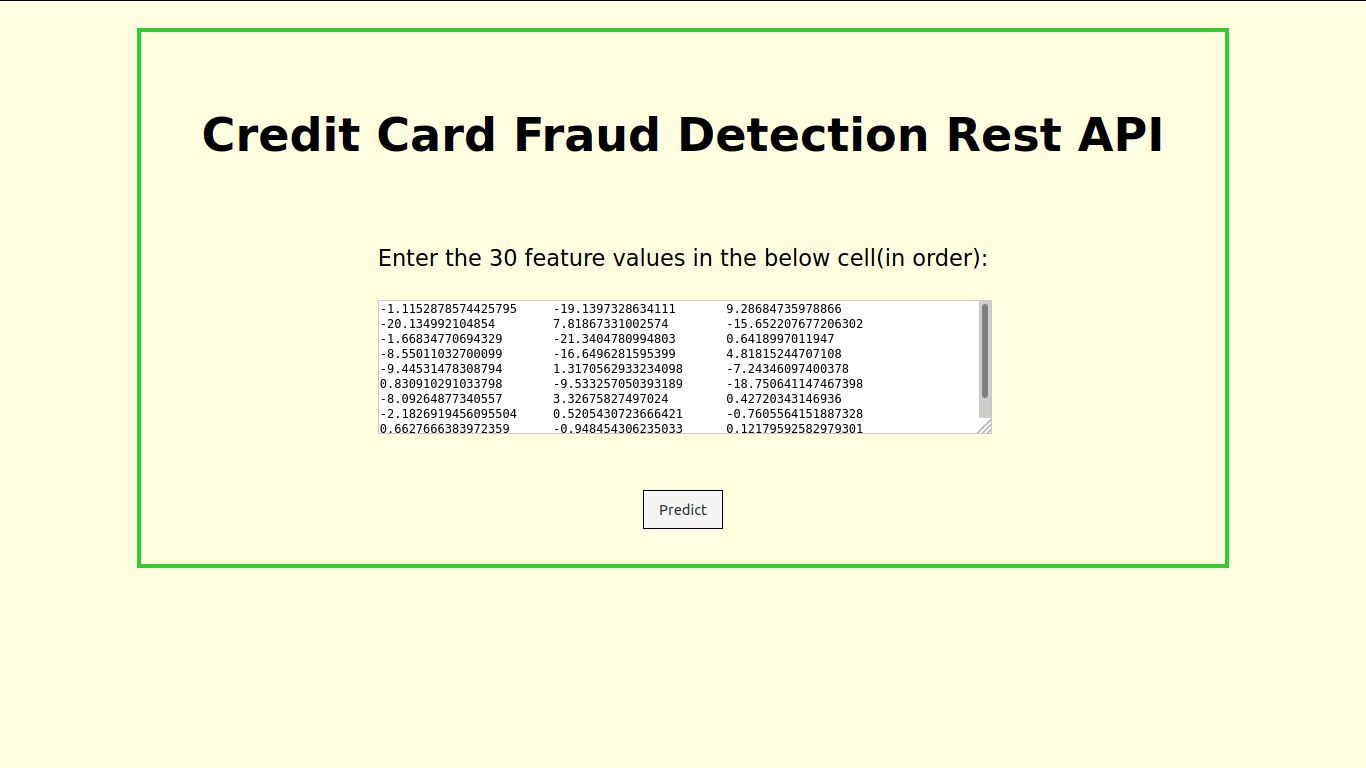 Credit Card Fraud Detection Rest API
Enter the 30 feature values in the below cell(in order):
-1.1152878574425795 -19.1397328634111 9.28684735978866
-20.134992104854 7.81867331002574 -15.652207677206302
-1.66834770694329 -21.3404780994803 0.6418997011947
-8.55011032700099 -16.6496281595399 4.81815244707108
-9.44531478308794 1.3170562933234098 -7.24346097400378
0.830910291033798 -9.533257050393189 -18.750641147467398
-8.09264877340557 3.32675827497024 0.42720343146936
-2.1826919456095504 0.5205430723666421 -0.7605564151887328
0.6627666383972359 -0.948454306235033 0.12179592582979301
Predict